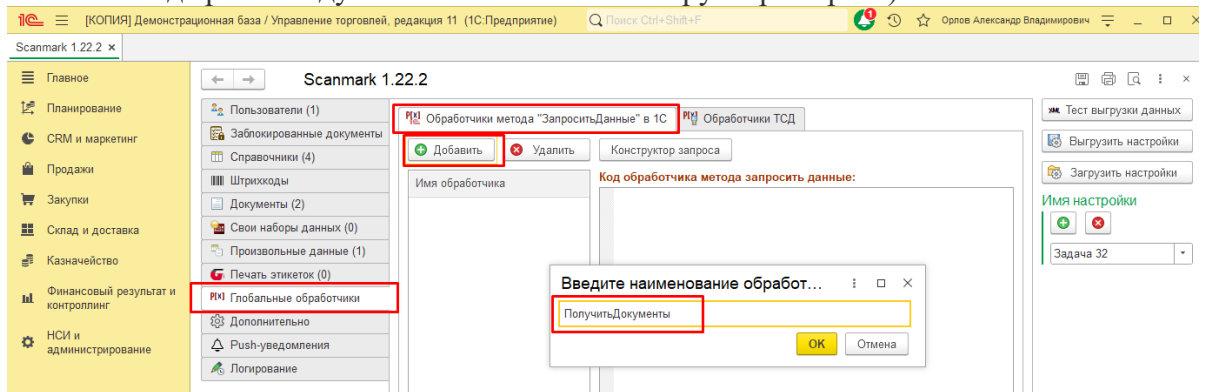 1С [КОПИЯ] Демонстрационная база / Управление торговлей, редакция 11 (1С:Предприятие) Поиск Ctrl+Shift+F 9 Орлов Александр Владимирович
Scanmark 1.22.2 ×
Главное
Планирование
CRM и маркетинг
Продажи
Закупки
Склад и доставка
Казначейство
Финансовый результат и
контроллинг
НСИ и
администрирование
Scanmark 1.22.2
Пользователи (1)
Заблокированные документы
Справочники (4)
Штрихкоды
Документы (2)
Свои наборы данных (0)
Произвольные данные (1)
Печать этикеток (0)
Глобальные обработчики
Дополнительно
Push-уведомления
Логирование
Обработчики метода "ЗапроситьДанные" в 1С
Обработчики ТСД
Добавить
Удалить
Конструктор запроса
Имя обработчика
Код обработчика метода запросить данные:
Введите наименование обработ...
ПолучитьДокументы
ОК
Отмена
Тест выгрузки данных
Выгрузить настройки
Загрузить настройки
Имя настройки
Задача 32